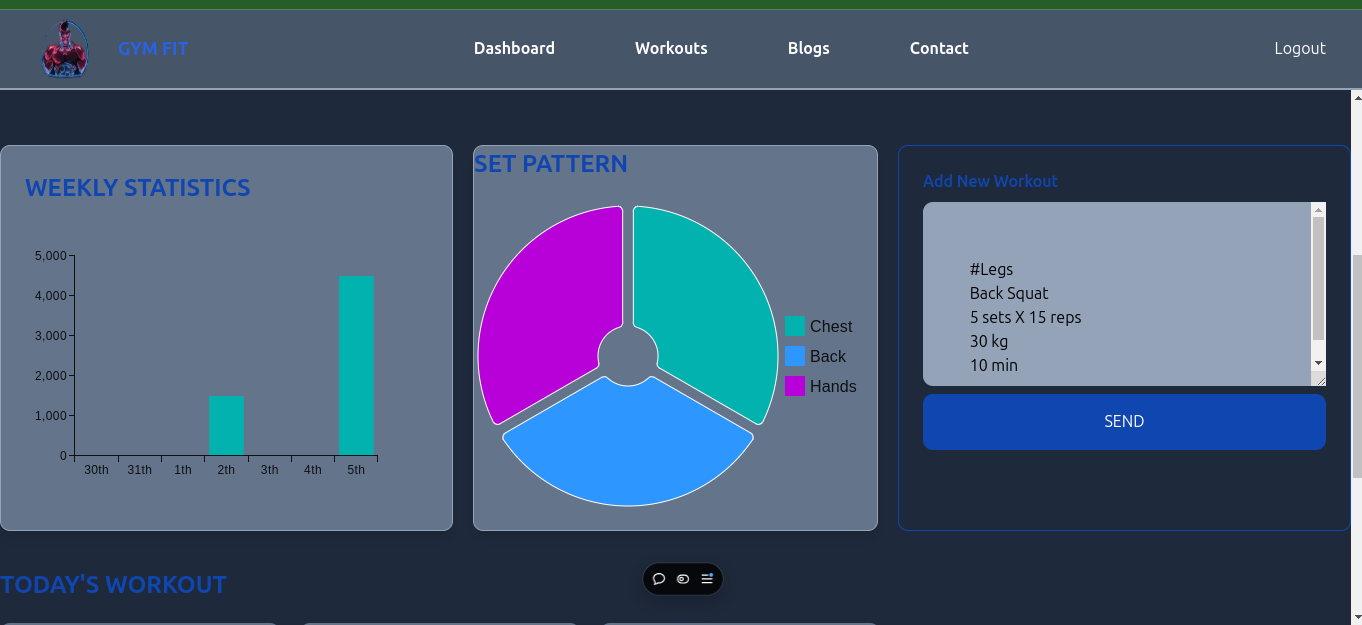 GYM FIT
Dashboard
Workouts
Blogs
Contact
Logout
WEEKLY STATISTICS
5,000
4,000
3,000
2,000
1,000
0
30th 31th 1th 2th 3th 4th 5th
SET PATTERN
Chest
Back
Hands
Add New Workout
#Legs
Back Squat
5 sets X 15 reps
30 kg
10 min
SEND
TODAY'S WORKOUT